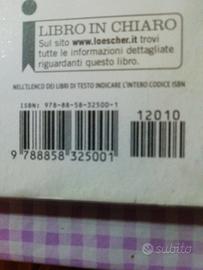 LIBRO IN CHIARO
Sul sito www.loescher.it trovi
tutte le informazioni dettagliate
riguardanti questo libro.
NELL'ELENCO DEI LIBRI DI TESTO INDICARE L'INTERO CODICE ISBN
ISBN: 978-88-58-32500-1
12010
9 788858 325001
subito